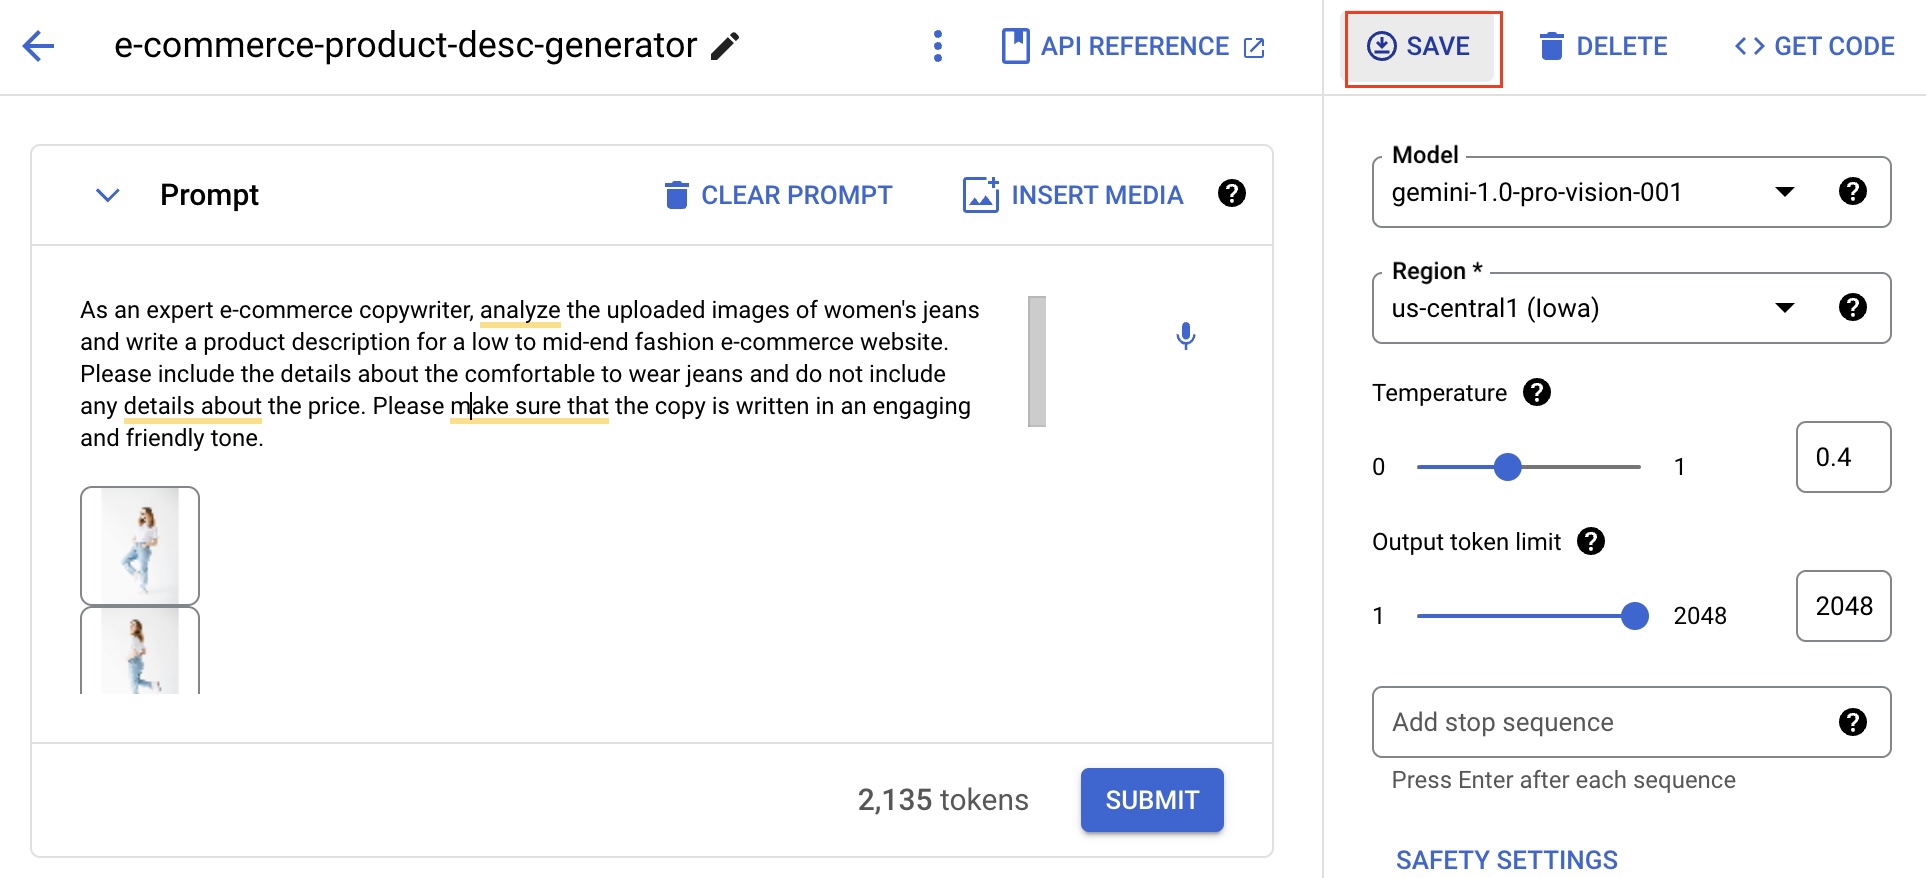 e-commerce-product-desc-generator
API REFERENCE
SAVE
DELETE
<> GET CODE
Prompt
CLEAR PROMPT
INSERT MEDIA
As an expert e-commerce copywriter, analyze the uploaded images of women's jeans
and write a product description for a low to mid-end fashion e-commerce website.
Please include the details about the comfortable to wear jeans and do not include
any details about the price. Please make sure that the copy is written in an engaging
and friendly tone.
2,135 tokens
SUBMIT
Model
gemini-1.0-pro-vision-001
Region *
us-central1 (Iowa)
Temperature
0
1
0.4
Output token limit
1
2048
2048
Add stop sequence
Press Enter after each sequence
SAFETY SETTINGS